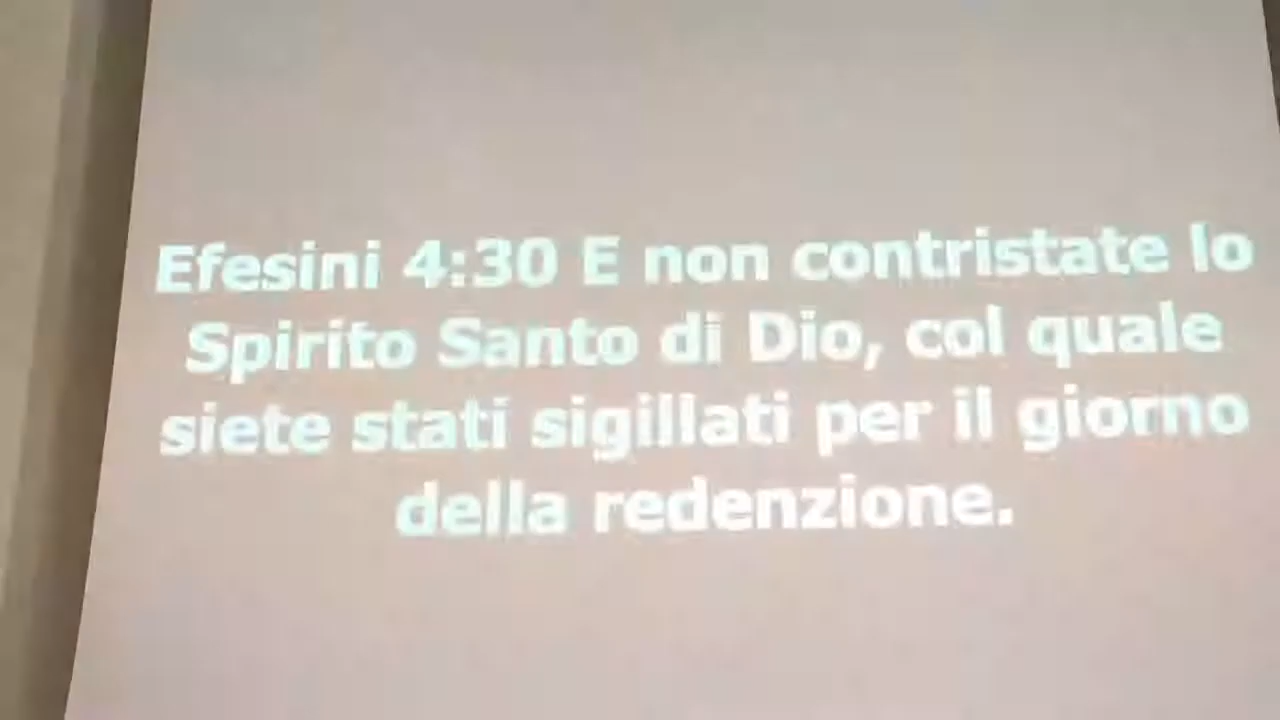 Efesini 4:30 E non contristate lo
Spirito Santo di Dio, col quale
siete stati sigillati per il giorno
della redenzione.